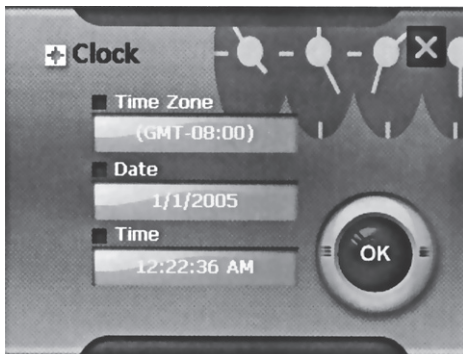 Clock
Time Zone
(GMT-08:00)
Date
1/1/2005
Time
12:22:36 AM
OK